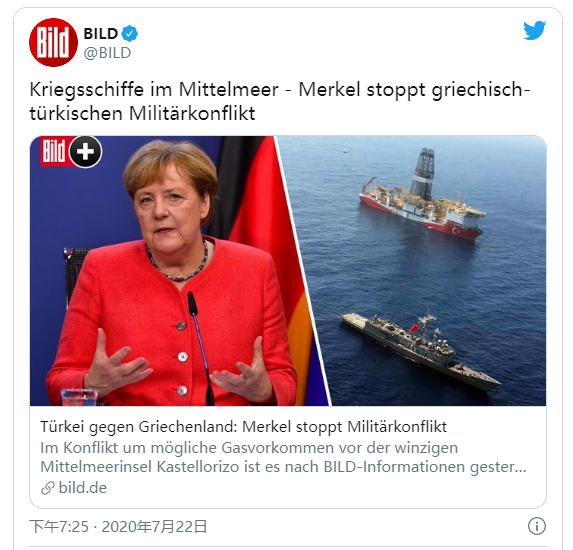 BILD
@BILD
Kriegsschiffe im Mittelmeer - Merkel stoppt griechisch-
türkischen Militärkonflikt
Bild
Türkei gegen Griechenland: Merkel stoppt Militärkonflikt
Im Konflikt um mögliche Gasvorkommen vor der winzigen
Mittelmeerinsel Kastellorizo ist es nach BILD-Informationen gester...
bild.de
下午7:25 · 2020年7月22日